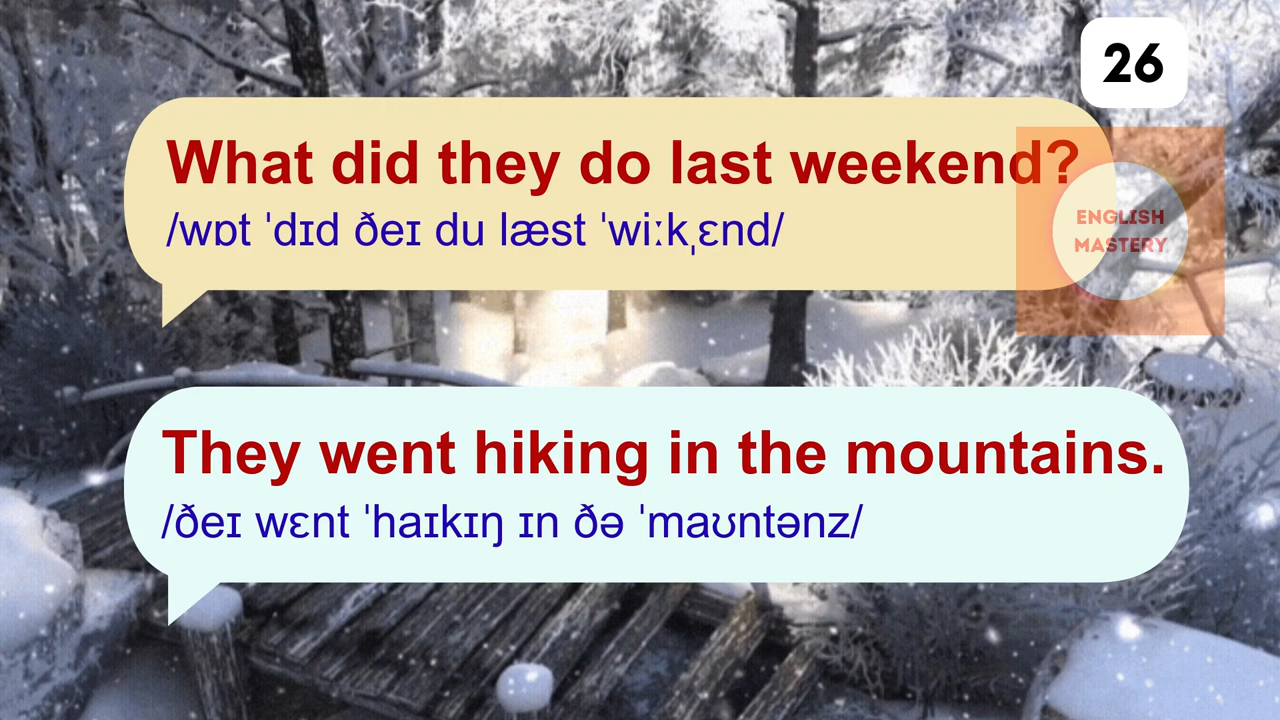 26
What did they do last weekend?
/wɒt ˈdɪd ðeɪ du læst ˈwiːkˌɛnd/
ENGLISH
MASTERY
They went hiking in the mountains.
/ðeɪ wɛnt ˈhaɪkɪŋ ɪn ðə ˈmaʊntənz/